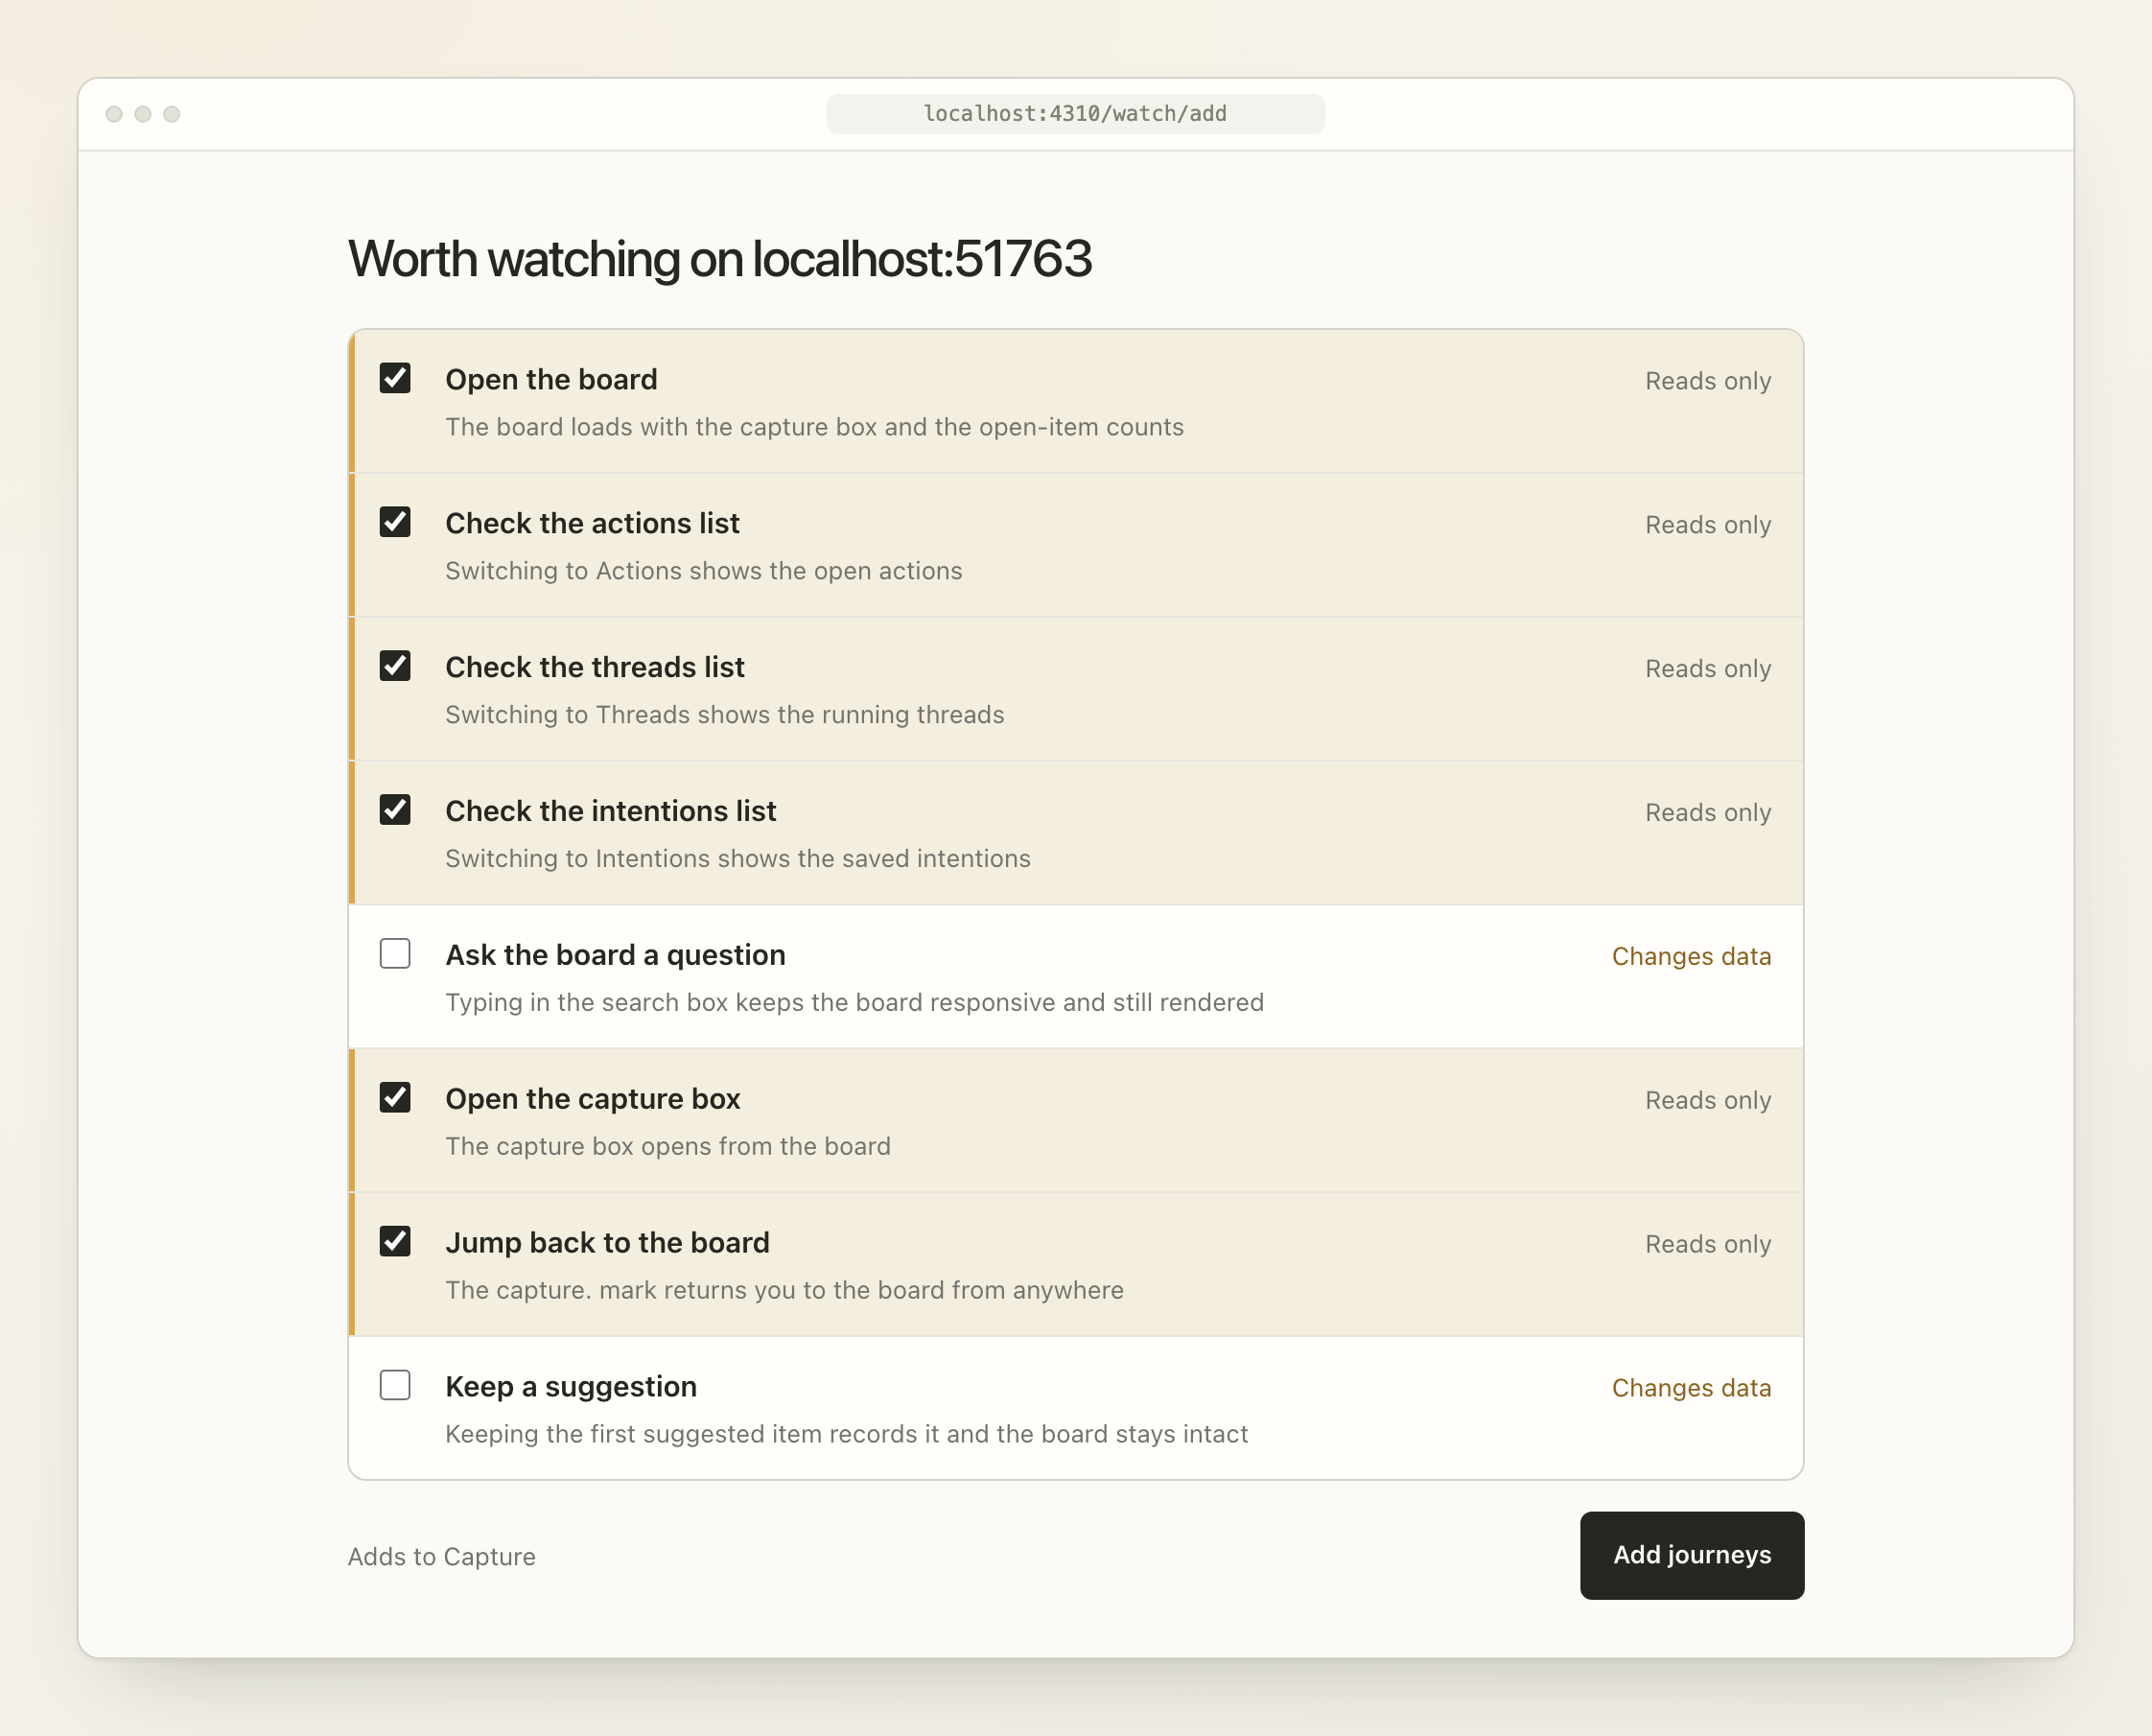 localhost:4310/watch/add
Worth watching on localhost:51763
Open the board
Reads only
The board loads with the capture box and the open-item counts
Check the actions list
Reads only
Switching to Actions shows the open actions
Check the threads list
Reads only
Switching to Threads shows the running threads
Check the intentions list
Reads only
Switching to Intentions shows the saved intentions
Ask the board a question
Changes data
Typing in the search box keeps the board responsive and still rendered
Open the capture box
Reads only
The capture box opens from the board
Jump back to the board
Reads only
The capture. mark returns you to the board from anywhere
Keep a suggestion
Changes data
Keeping the first suggested item records it and the board stays intact
Adds to Capture
Add journeys